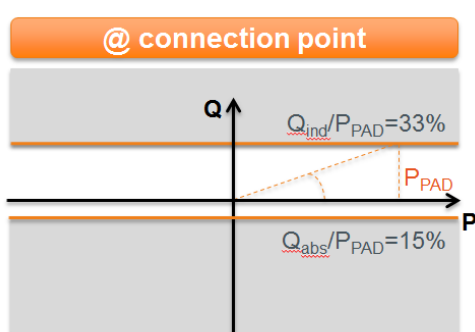 @ connection point
Q
Qind/PPAD=33%
PPAD
P
Qabs/PPAD=15%